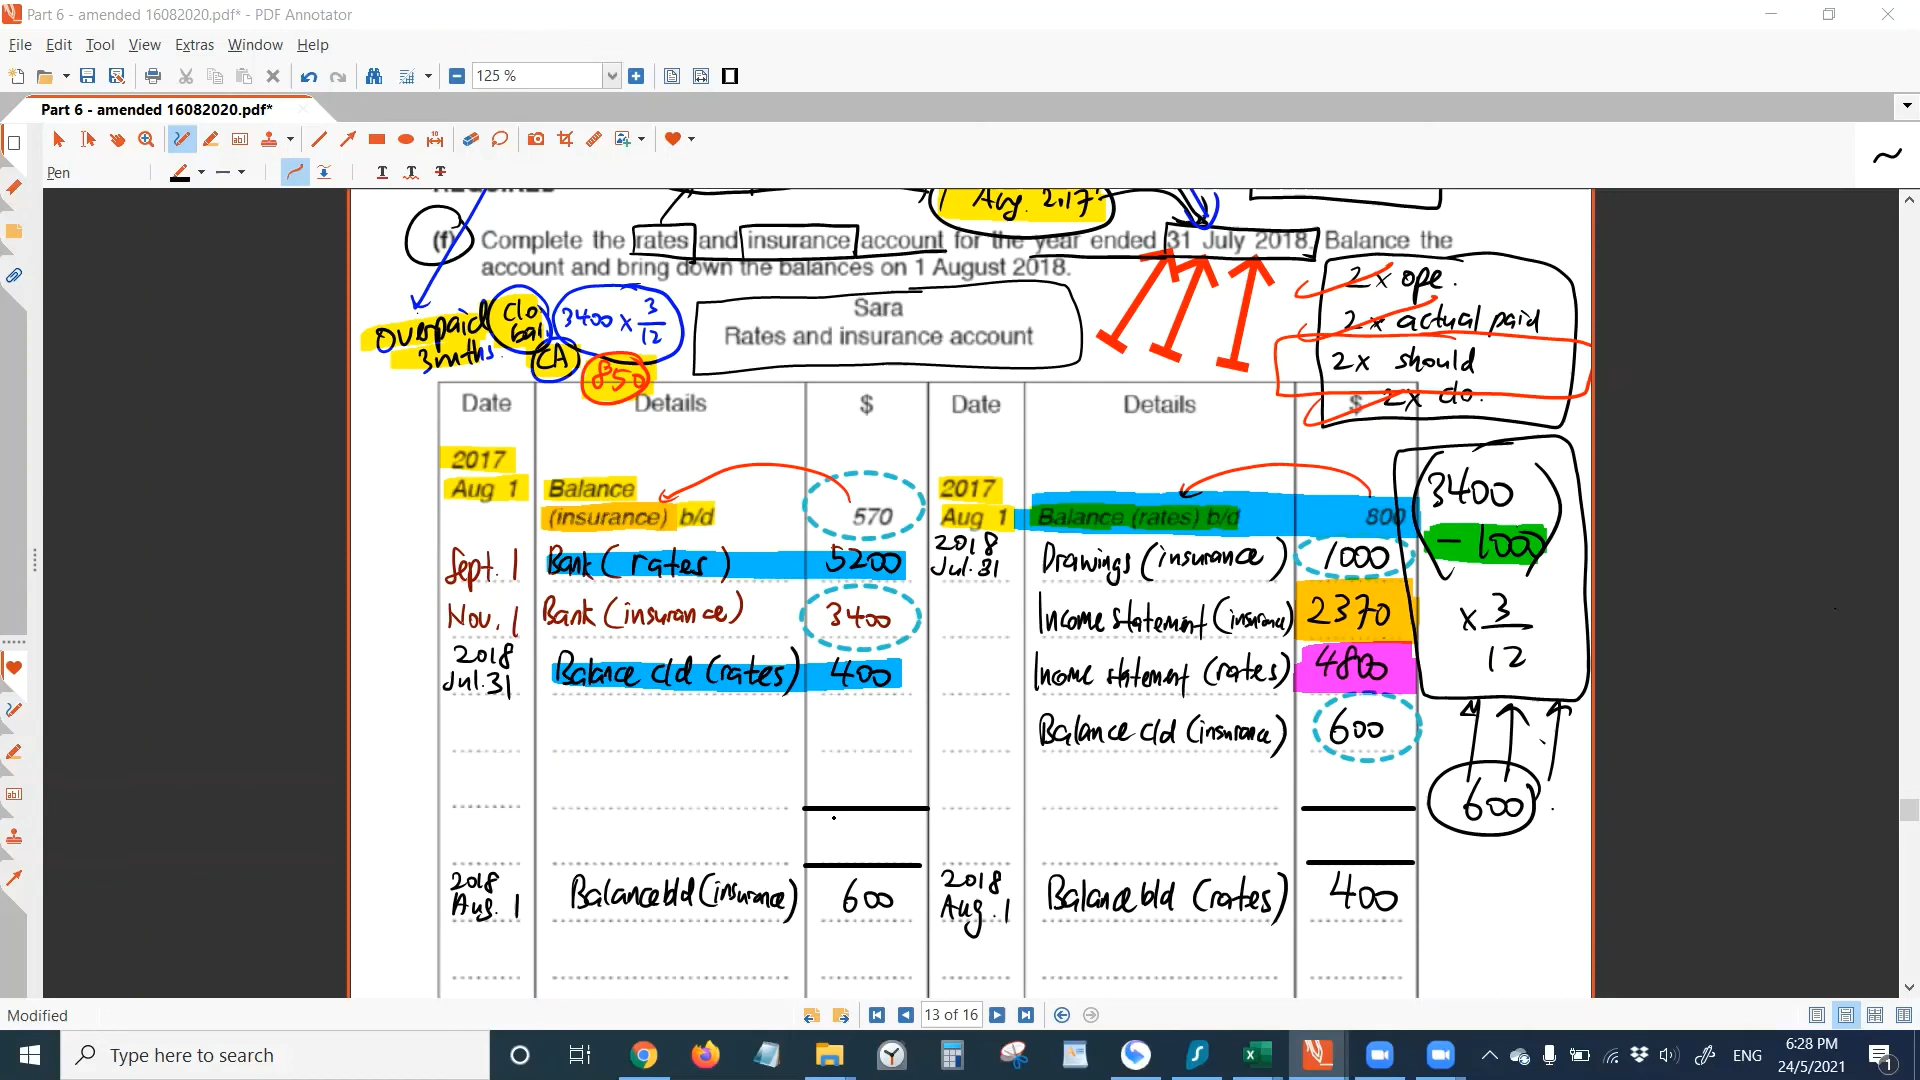 Part 6 - amended 16082020.pdf* - PDF Annotator
File Edit Tool View Extras Window Help
125 %
Part 6 - amended 16082020.pdf*
Pen
Aug. 2017
(f) Complete the rates and insurance account for the year ended 31 July 2018. Balance the
account and bring down the balances on 1 August 2018.
2x ope.
2x actual paid
2x should
2x do.
overpaid
3mths.
Clo.
bal.
CA
3400 x 3/12
850
Sara
Rates and insurance account
Date Details $ Date Details $
2017
Aug 1 Balance
(insurance) b/d 570
2017
Aug 1 Balance (rates) b/d 800
Sept. 1 Bank (rates) 5200
2018
Jul. 31 Drawings (insurance) 1000
Nov. 1 Bank (insurance) 3400
Income statement (insurance) 2370
2018
Jul. 31 Balance c/d (rates) 400
Income statement (rates) 4800
Balance c/d (insurance) 600
(3400
- 1000)
x 3
12
600
2018
Aug. 1 Balance b/d (insurance) 600
2018
Aug. 1 Balance b/d (rates) 400
Modified
13 of 16
Type here to search
ENG
6:28 PM
24/5/2021
1